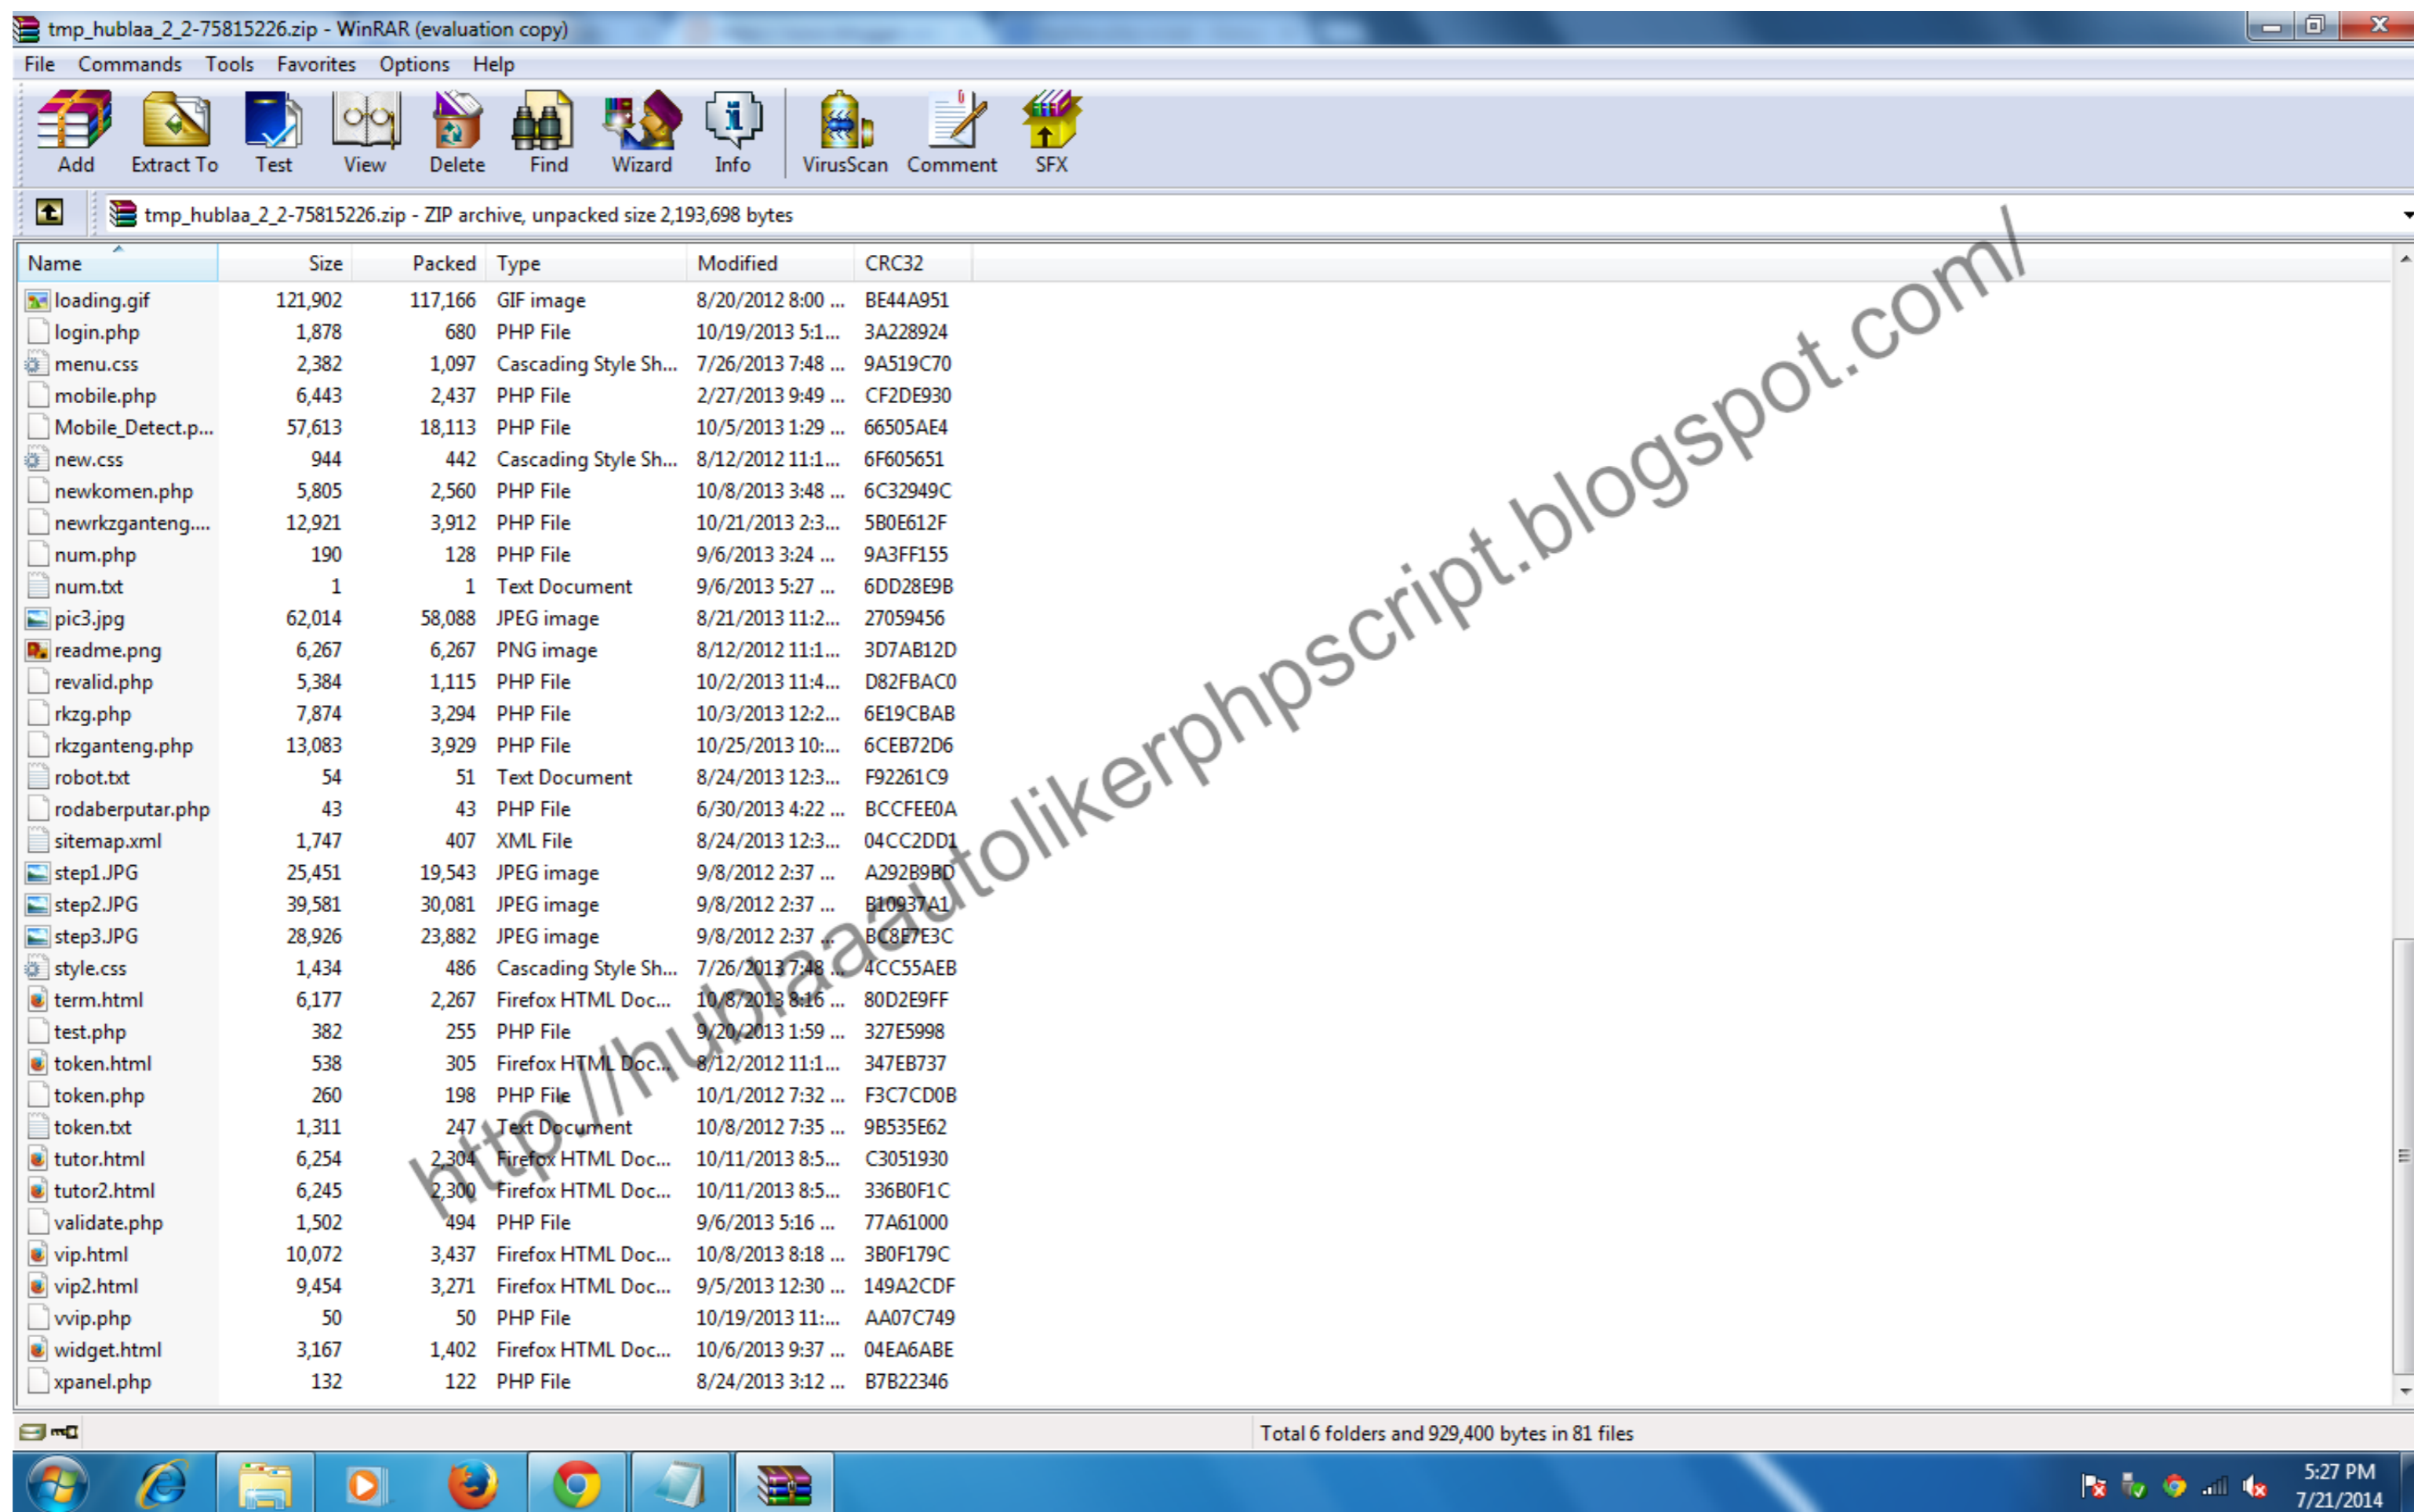 tmp_hublaa_2_2-75815226.zip - WinRAR (evaluation copy)
File Commands Tools Favorites Options Help
Add Extract To Test View Delete Find Wizard Info VirusScan Comment SFX
tmp_hublaa_2_2-75815226.zip - ZIP archive, unpacked size 2,193,698 bytes
Name Size Packed Type Modified CRC32
loading.gif 121,902 117,166 GIF image 8/20/2012 8:00 ... BE44A951
login.php 1,878 680 PHP File 10/19/2013 5:1... 3A228924
menu.css 2,382 1,097 Cascading Style Sh... 7/26/2013 7:48 ... 9A519C70
mobile.php 6,443 2,437 PHP File 2/27/2013 9:49 ... CF2DE930
Mobile_Detect.p... 57,613 18,113 PHP File 10/5/2013 1:29 ... 66505AE4
new.css 944 442 Cascading Style Sh... 8/12/2012 11:1... 6F605651
newkomen.php 5,805 2,560 PHP File 10/8/2013 3:48 ... 6C32949C
newrkzganteng.... 12,921 3,912 PHP File 10/21/2013 2:3... 5B0E612F
num.php 190 128 PHP File 9/6/2013 3:24 ... 9A3FF155
num.txt 1 1 Text Document 9/6/2013 5:27 ... 6DD28E9B
pic3.jpg 62,014 58,088 JPEG image 8/21/2013 11:2... 27059456
readme.png 6,267 6,267 PNG image 8/12/2012 11:1... 3D7AB12D
revalid.php 5,384 1,115 PHP File 10/2/2013 11:4... D82FBAC0
rkzg.php 7,874 3,294 PHP File 10/3/2013 12:2... 6E19CBAB
rkzganteng.php 13,083 3,929 PHP File 10/25/2013 10:... 6CEB72D6
robot.txt 54 51 Text Document 8/24/2013 12:3... F92261C9
rodaberputar.php 43 43 PHP File 6/30/2013 4:22 ... BCCFEE0A
sitemap.xml 1,747 407 XML File 8/24/2013 12:3... 04CC2DD1
step1.JPG 25,451 19,543 JPEG image 9/8/2012 2:37 ... A292B9BD
step2.JPG 39,581 30,081 JPEG image 9/8/2012 2:37 ... B10937A1
step3.JPG 28,926 23,882 JPEG image 9/8/2012 2:37 ... BC8E7E3C
style.css 1,434 486 Cascading Style Sh... 7/26/2013 7:48 ... 4CC55AEB
term.html 6,177 2,267 Firefox HTML Doc... 10/8/2013 8:16 ... 80D2E9FF
test.php 382 255 PHP File 9/20/2013 1:59 ... 327E5998
token.html 538 305 Firefox HTML Doc... 8/12/2012 11:1... 347EB737
token.php 260 198 PHP File 10/1/2012 7:32 ... F3C7CD0B
token.txt 1,311 247 Text Document 10/8/2012 7:35 ... 9B535E62
tutor.html 6,254 2,304 Firefox HTML Doc... 10/11/2013 8:5... C3051930
tutor2.html 6,245 2,300 Firefox HTML Doc... 10/11/2013 8:5... 336B0F1C
validate.php 1,502 494 PHP File 9/6/2013 5:16 ... 77A61000
vip.html 10,072 3,437 Firefox HTML Doc... 10/8/2013 8:18 ... 3B0F179C
vip2.html 9,454 3,271 Firefox HTML Doc... 9/5/2013 12:30 ... 149A2CDF
vvip.php 50 50 PHP File 10/19/2013 11:... AA07C749
widget.html 3,167 1,402 Firefox HTML Doc... 10/6/2013 9:37 ... 04EA6ABE
xpanel.php 132 122 PHP File 8/24/2013 3:12 ... B7B22346
http://hublaaautolikerphpscript.blogspot.com/
Total 6 folders and 929,400 bytes in 81 files
5:27 PM
7/21/2014